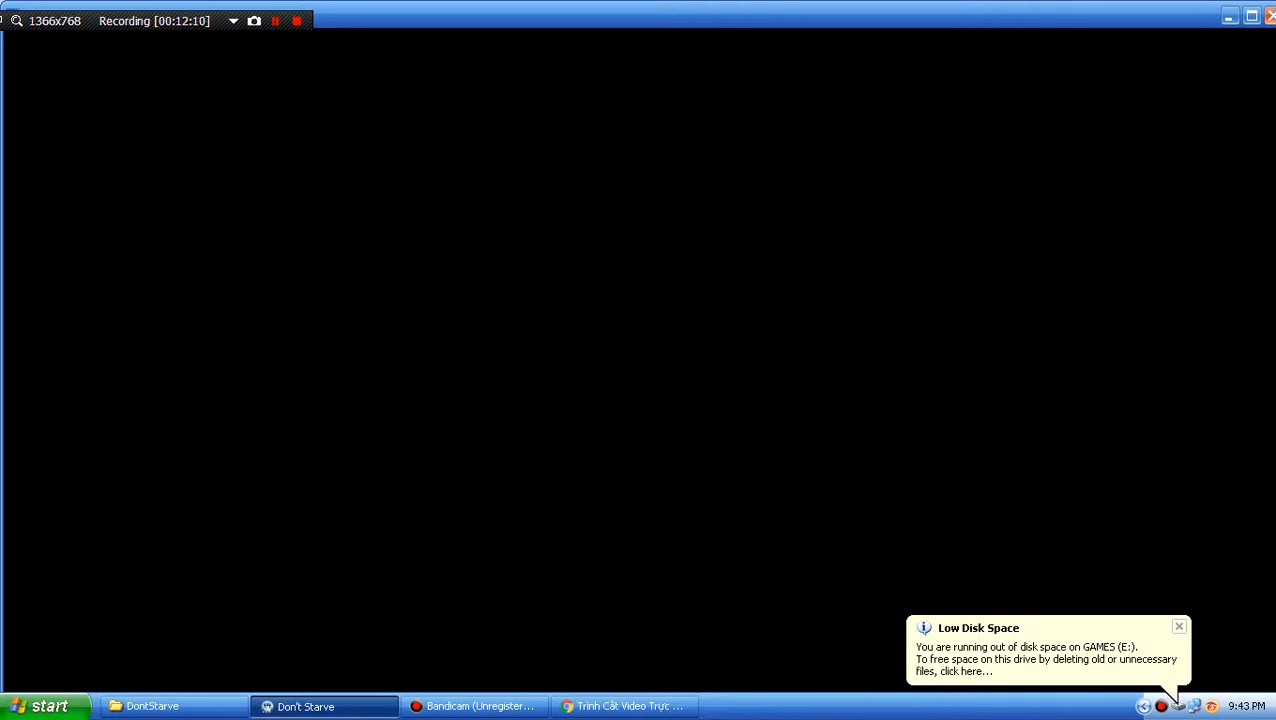 1366x768 Recording [00:12:10]
Low Disk Space
You are running out of disk space on GAMES (E:).
To free space on this drive by deleting old or unnecessary
files, click here...
start DontStarve Don't Starve Bandicam (Unregister... Trình Cắt Video Trực ... 9:43 PM